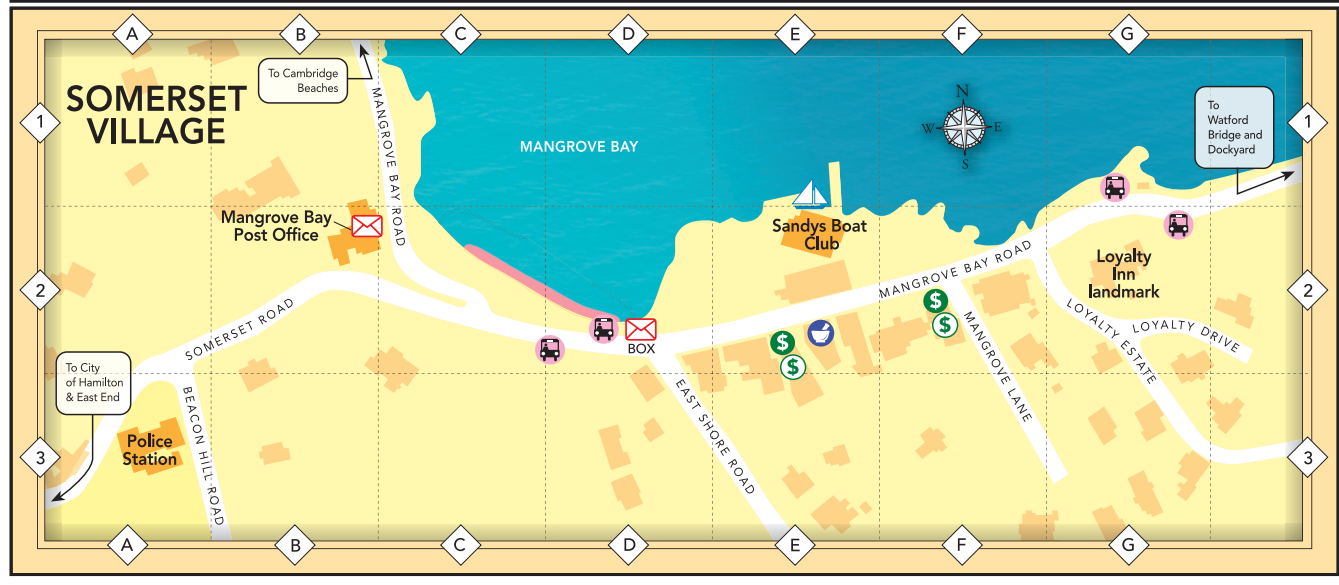 A B C D E F G
To Cambridge
Beaches
SOMERSET
VILLAGE
1
MANGROVE BAY ROAD
MANGROVE BAY
N
W E
S
To
Watford
Bridge and
Dockyard
1
Mangrove Bay
Post Office
Sandys Boat
Club
MANGROVE BAY ROAD
Loyalty
Inn
landmark
2
2
SOMERSET ROAD
BOX
$
$
$
$
MANGROVE LANE
LOYALTY ESTATE
LOYALTY DRIVE
To City
of Hamilton
& East End
BEACON HILL ROAD
EAST SHORE ROAD
Police
Station
3
3
A B C D E F G